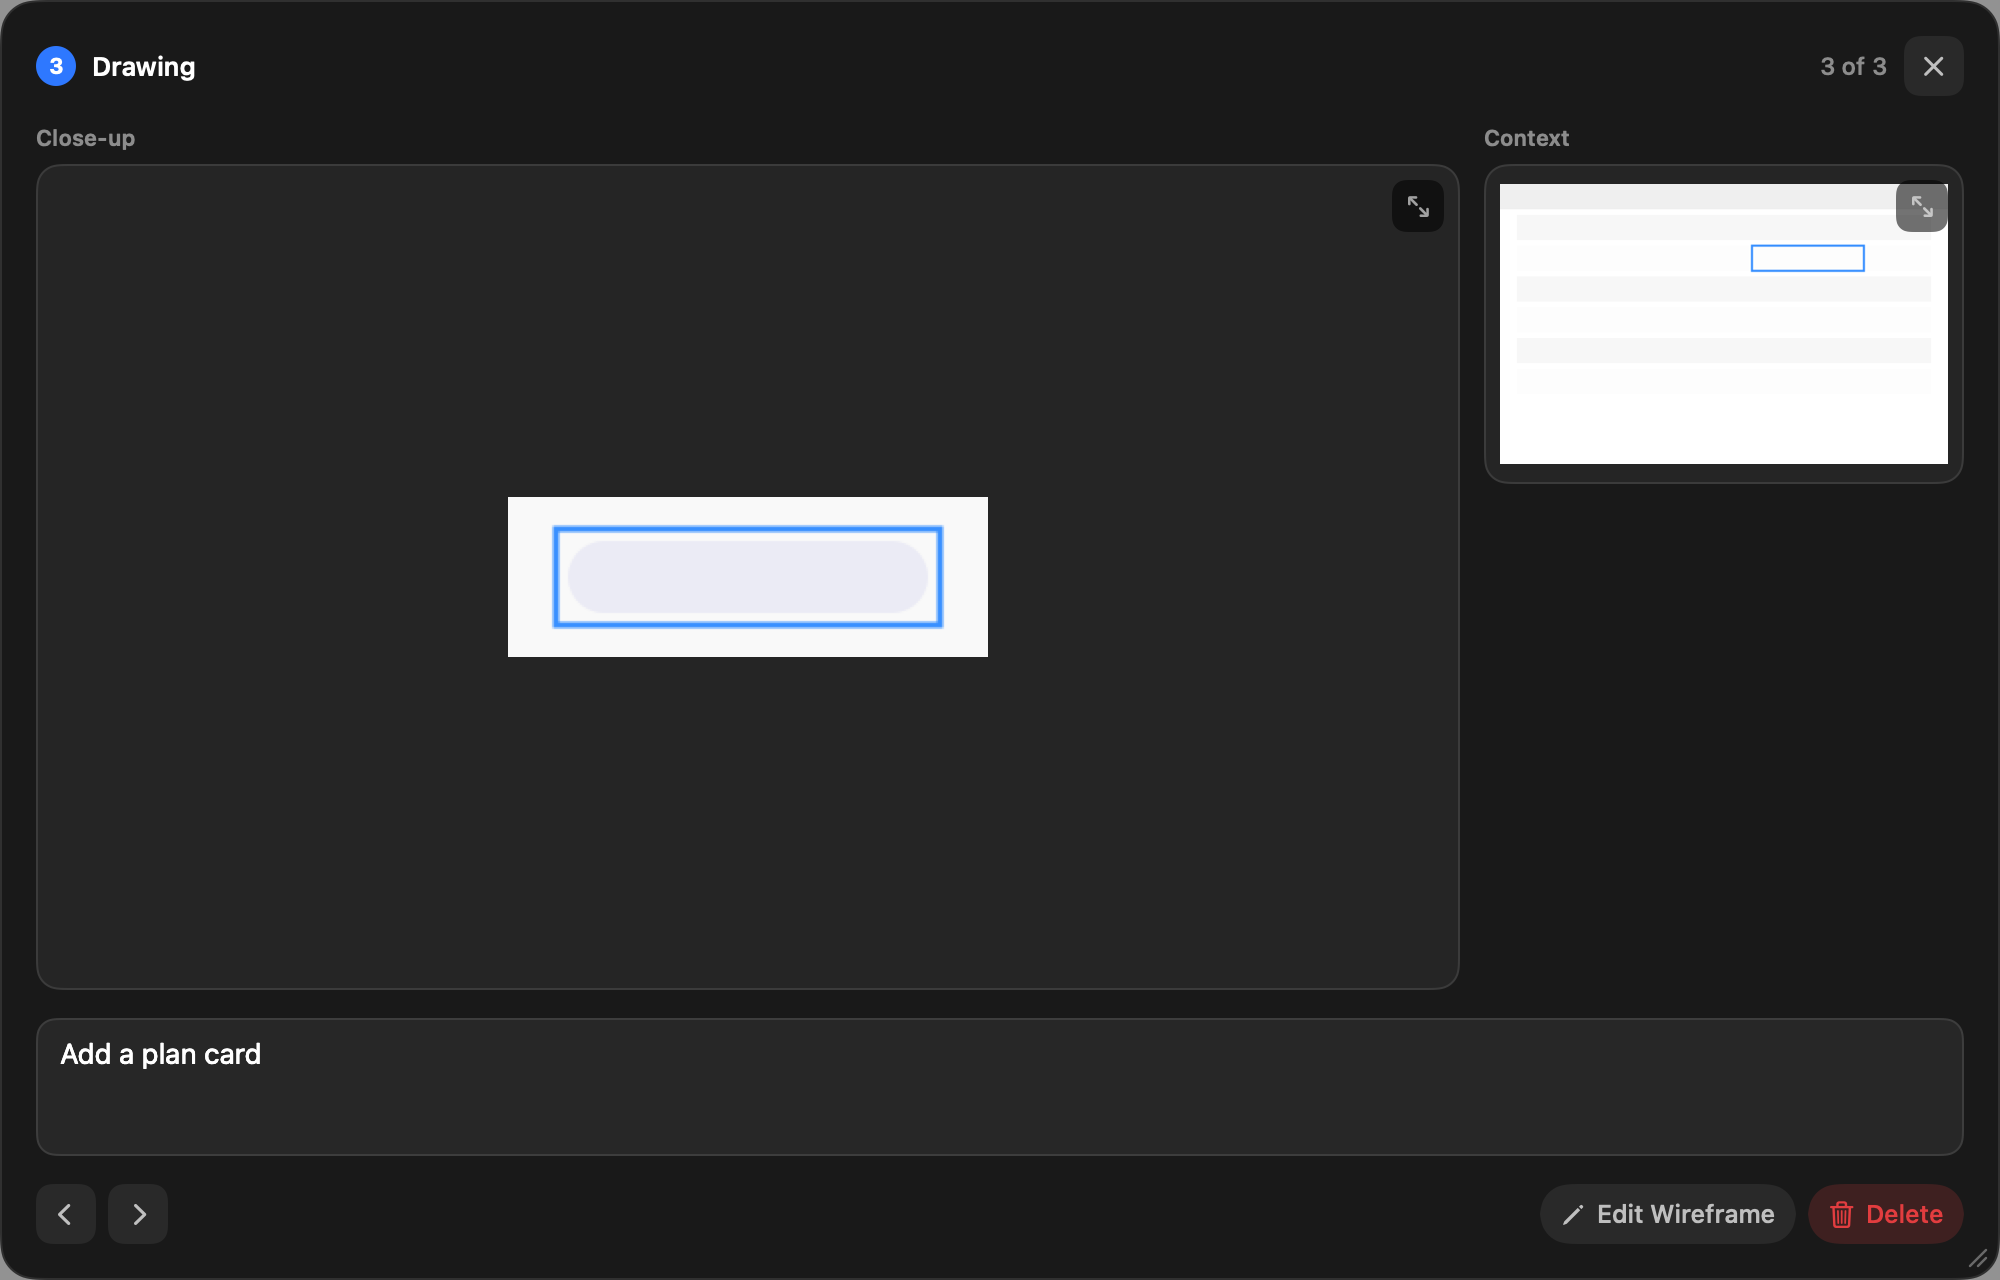 3 Drawing
3 of 3
Close-up
Context
Add a plan card
Edit Wireframe
Delete